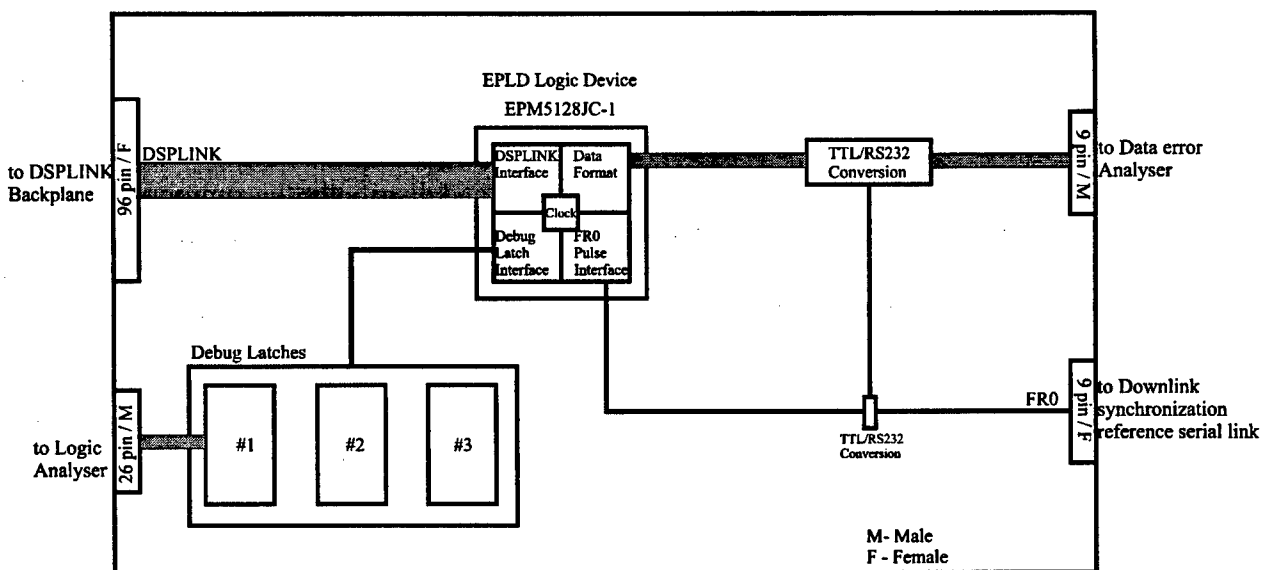 EPLD Logic Device
EPM5128JC-1
to DSPLINK
Backplane
96 pin / F
DSPLINK
DSPLINK
Interface
Data
Format
Clock
Debug
Latch
Interface
FR0
Pulse
Interface
TTL/RS232
Conversion
9 pin / M
to Data error
Analyser
Debug Latches
#1
#2
#3
26 pin / M
to Logic
Analyser
TTL/RS232
Conversion
FR0
9 pin / F
to Downlink
synchronization
reference serial link
M- Male
F - Female